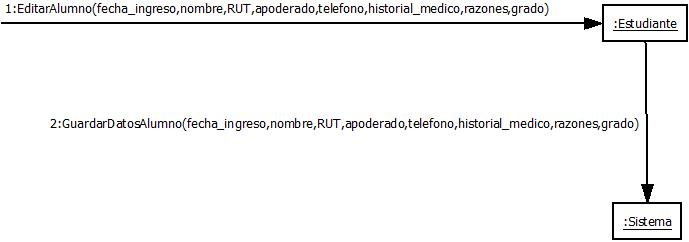 1:EditarAlumno(fecha_ingreso,nombre,RUT,apoderado,telefono,historial_medico,razones,grado)
:Estudiante
2:GuardarDatosAlumno(fecha_ingreso,nombre,RUT,apoderado,telefono,historial_medico,razones,grado)
:Sistema